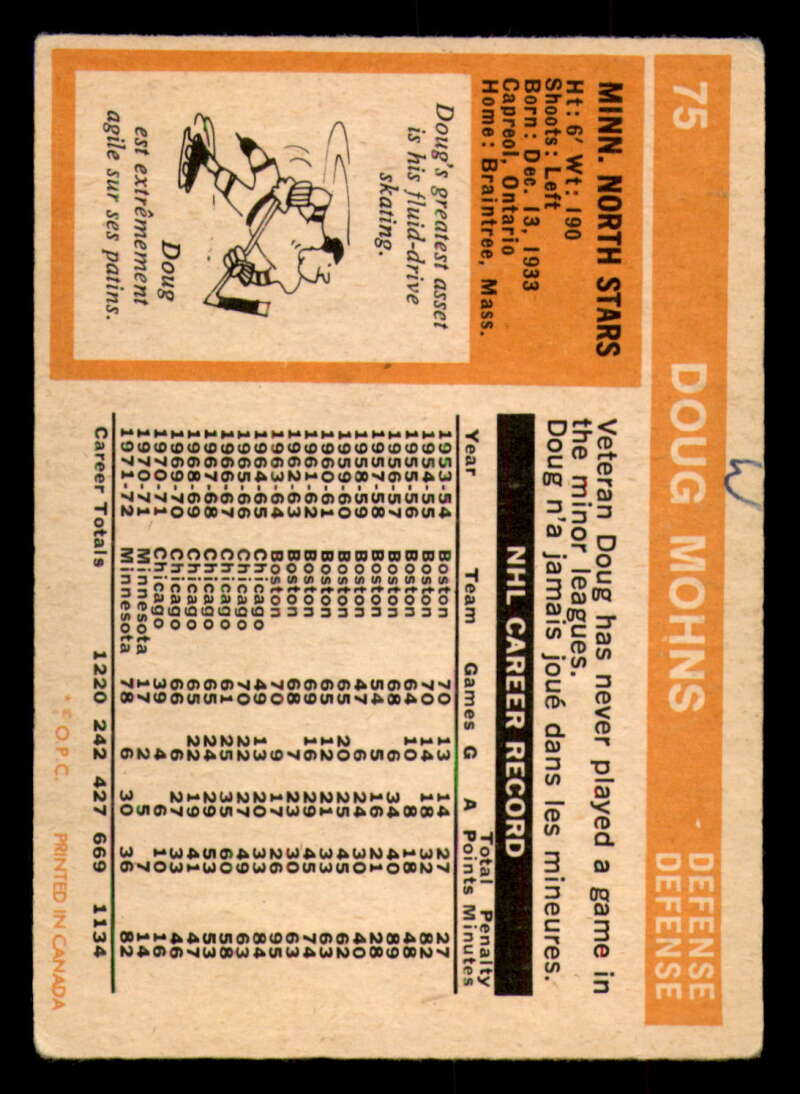 75 DOUG MOHNS DEFENSE
DEFENSE
W
MINN. NORTH STARS
Ht: 6' Wt: 190
Shoots: Left
Born: Dec. 13, 1933
Capreol, Ontario
Home: Braintree, Mass.
Doug's greatest asset
is his fluid-drive
skating.
Doug
est extrêmement
agile sur ses patins.
Veteran Doug has never played a game in
the minor leagues.
Doug n'a jamais joué dans les mineures.
NHL CAREER RECORD
Total Penalty
Year Team Games G A Points Minutes
1953-54 Boston 70 13 14 27 27
1954-55 Boston 70 14 18 32 82
1955-56 Boston 64 10 8 18 48
1956-57 Boston 68 6 34 40 89
1957-58 Boston 54 5 16 21 28
1958-59 Boston 47 6 24 30 40
1959-60 Boston 65 20 25 45 62
1960-61 Boston 65 12 21 33 63
1961-62 Boston 69 16 29 45 74
1962-63 Boston 68 7 23 30 63
1963-64 Boston 70 9 17 26 95
1964-65 Chicago 49 13 20 33 84
1965-66 Chicago 70 22 27 49 63
1966-67 Chicago 61 25 35 60 58
1967-68 Chicago 65 24 29 53 53
1968-69 Chicago 65 22 19 41 47
1969-70 Chicago 66 6 27 33 46
1970-71 Chicago 39 4 6 10 16
1970-71 Minnesota 17 2 5 7 14
1971-72 Minnesota 78 6 30 36 82
Career Totals 1220 242 427 669 1134
* © O.P.C. PRINTED IN CANADA